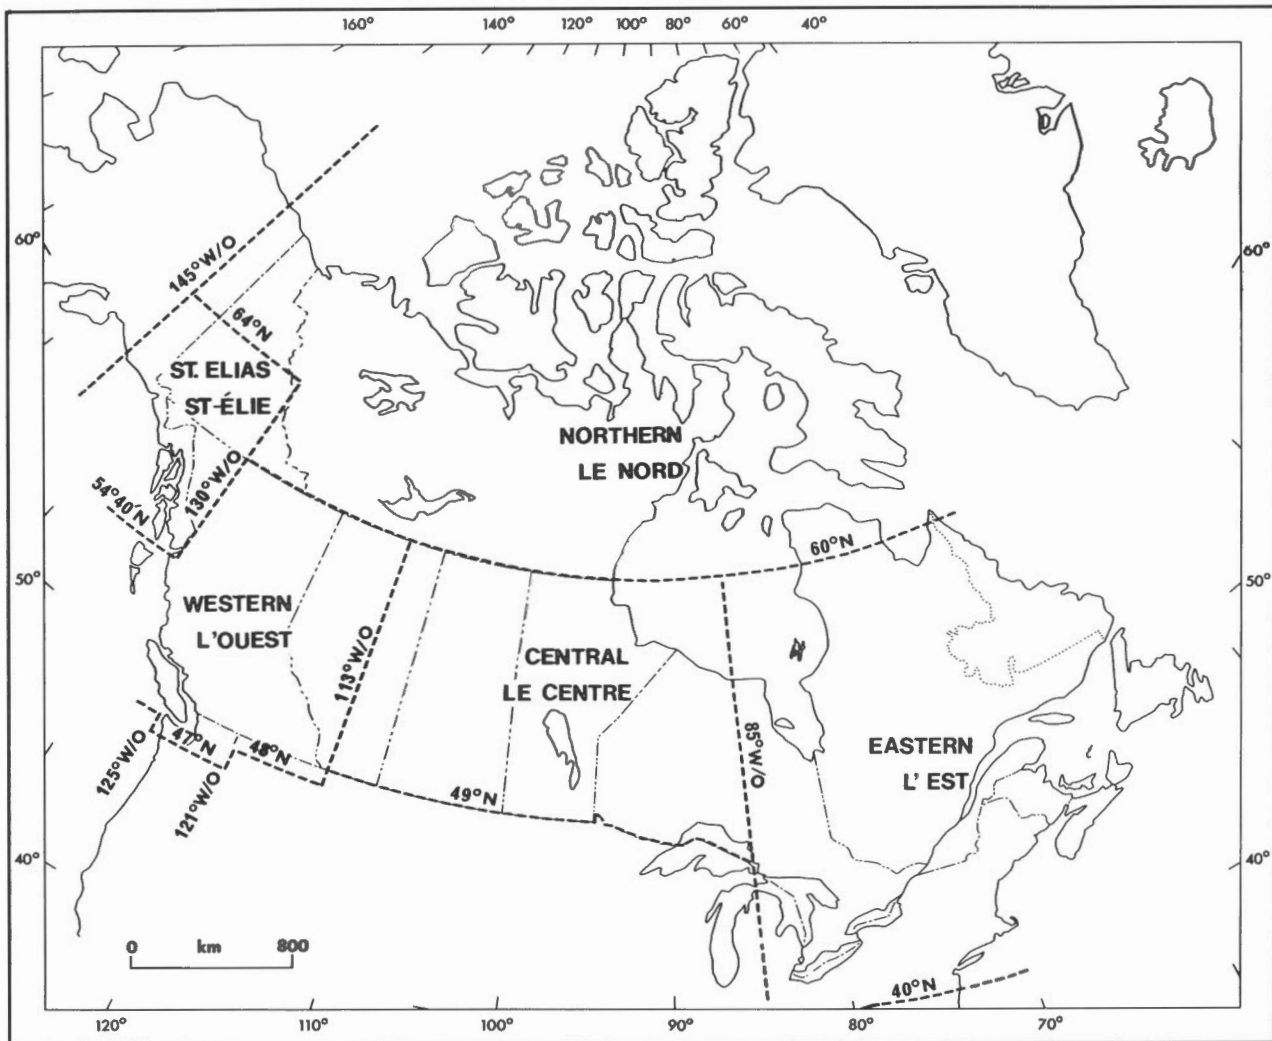 160° 140° 120° 100° 80° 60° 40°
60°
60°
145°W/O
64°N
ST. ELIAS
ST-ÉLIE
NORTHERN
LE NORD
130°W/O
54°40'N
60°N
50°
50°
WESTERN
L'OUEST
113°W/O
CENTRAL
LE CENTRE
85°W/O
EASTERN
L'EST
125°W/O
47°N
48°N
121°W/O
49°N
40°
40°
0 km 800
40°N
120° 110° 100° 90° 80° 70°